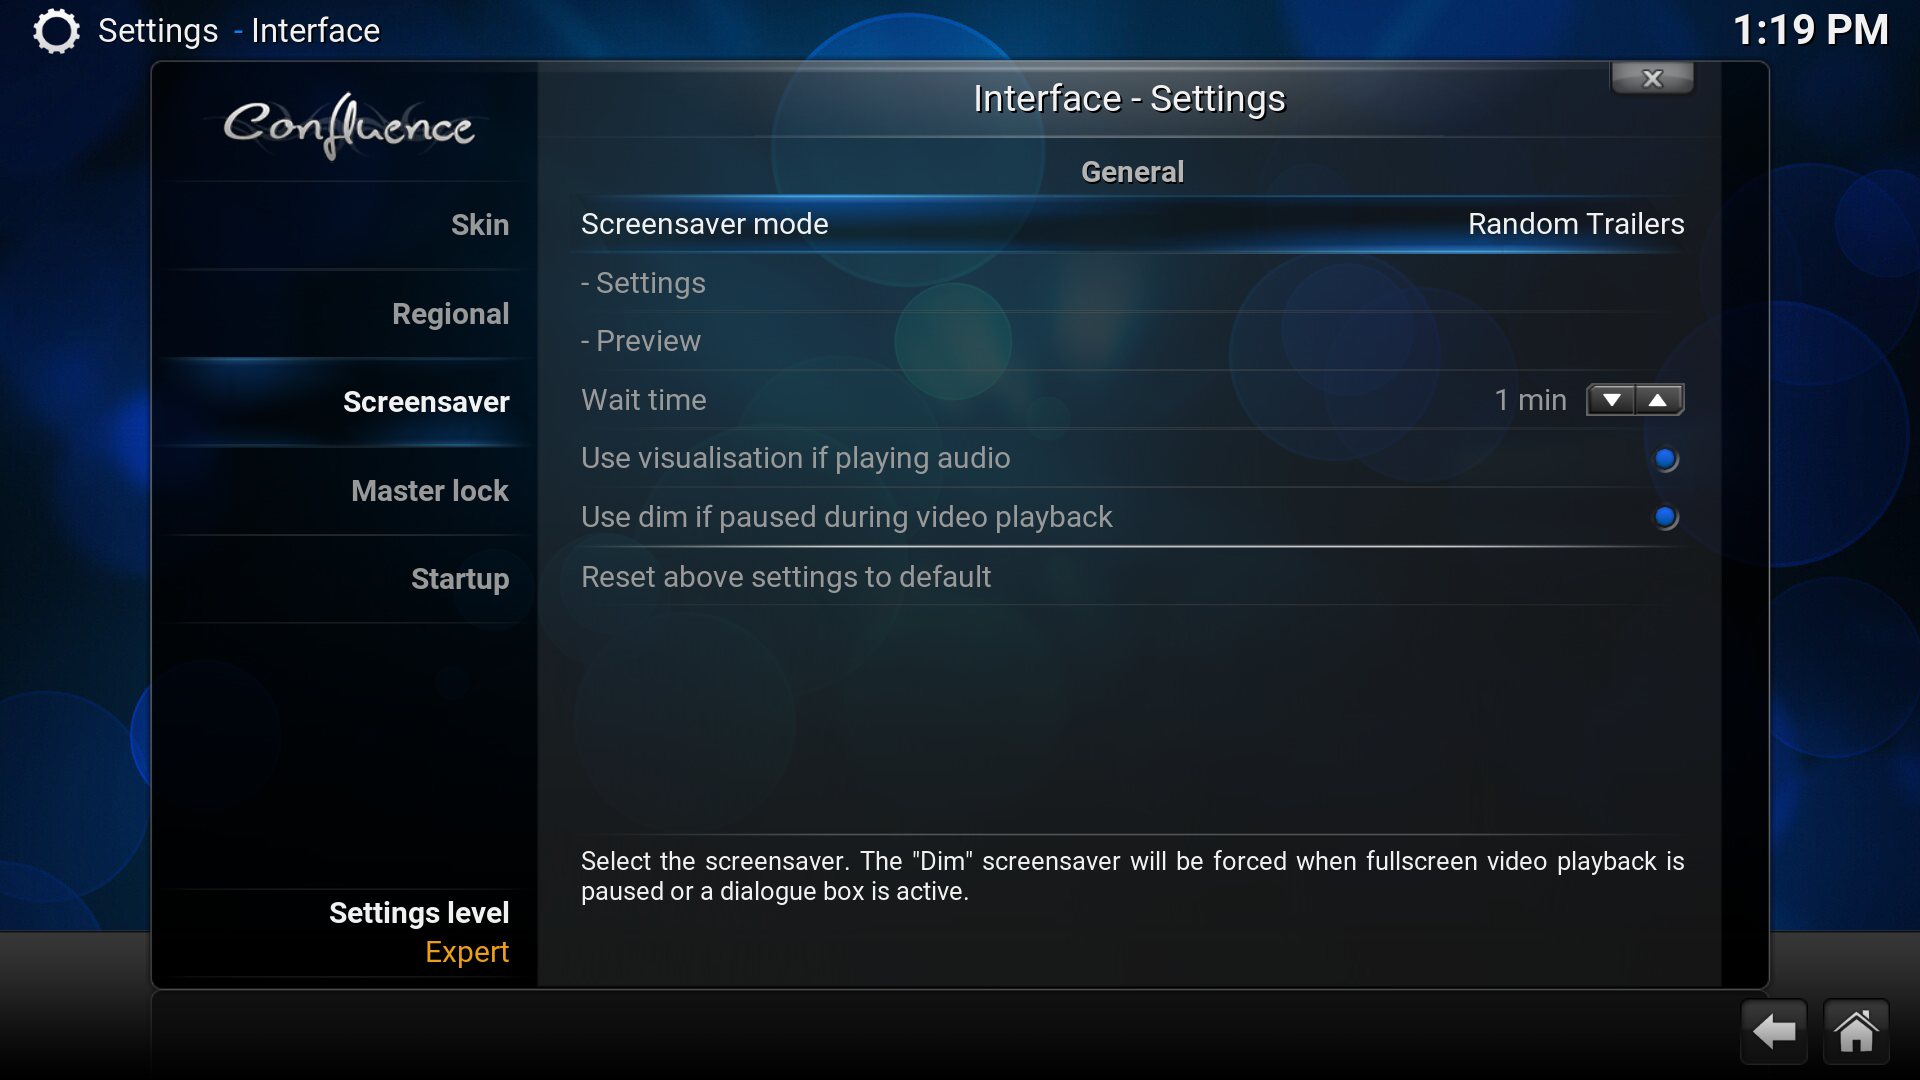 Settings - Interface
1:19 PM
Confluence
Interface - Settings
x
General
Skin
Regional
Screensaver
Master lock
Startup
Screensaver mode Random Trailers
- Settings
- Preview
Wait time 1 min
Use visualisation if playing audio
Use dim if paused during video playback
Reset above settings to default
Select the screensaver. The "Dim" screensaver will be forced when fullscreen video playback is
paused or a dialogue box is active.
Settings level
Expert